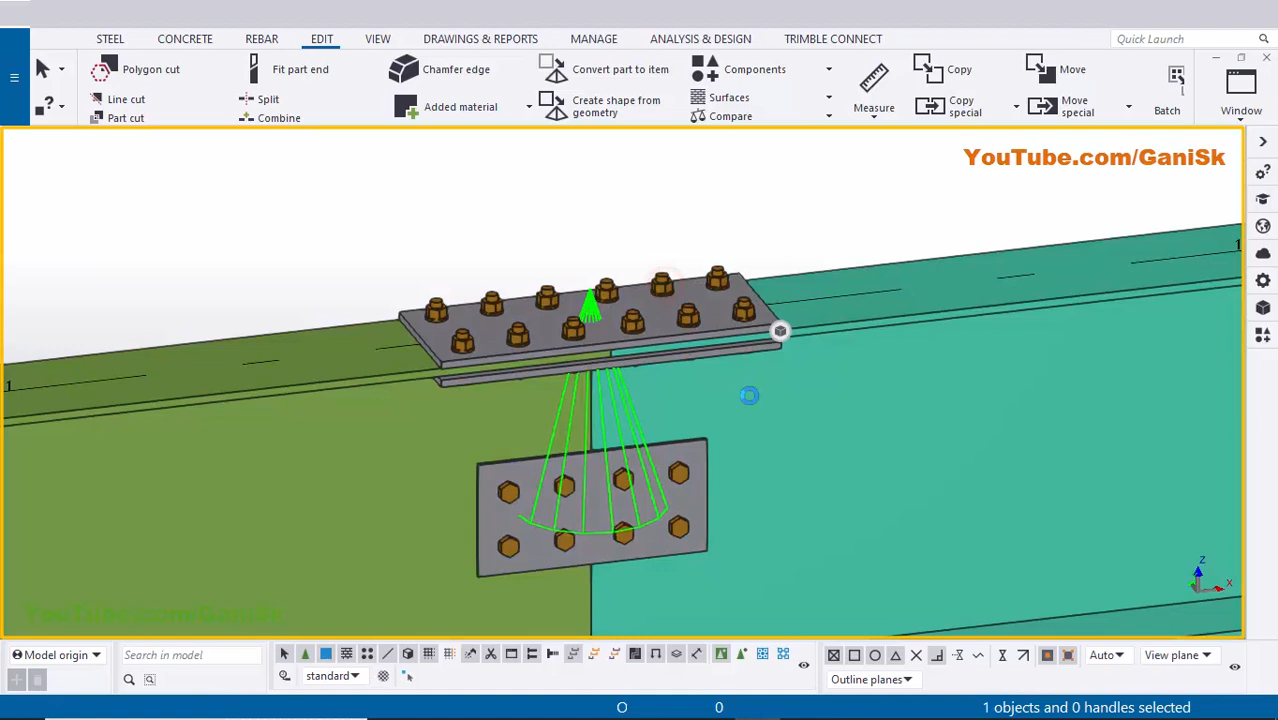 STEEL CONCRETE REBAR EDIT VIEW DRAWINGS & REPORTS MANAGE ANALYSIS & DESIGN TRIMBLE CONNECT Quick Launch
Polygon cut
Line cut
Part cut
Fit part end
Split
Combine
Chamfer edge
Added material
Convert part to item
Create shape from
geometry
Components
Surfaces
Compare
Measure
Copy
Copy
special
Move
Move
special
Batch
Window
YouTube.com/GaniSk
1
1
z
x
YouTube.com/GaniSk
Model origin
Search in model
standard
Auto
View plane
Outline planes
O 0 1 objects and 0 handles selected